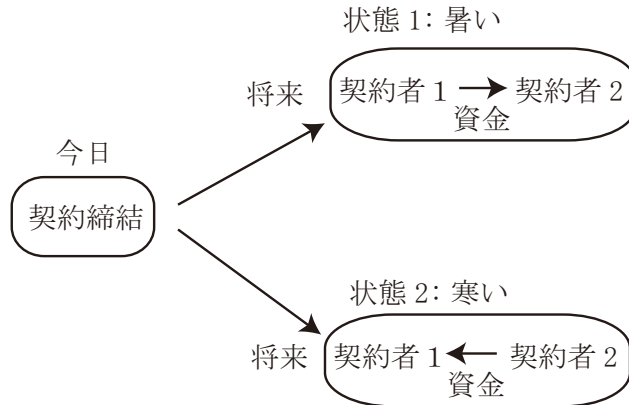 状態 1: 暑い
将来
契約者 1 契約者 2
資金
今日
契約締結
状態 2: 寒い
将来
契約者 1 契約者 2
資金